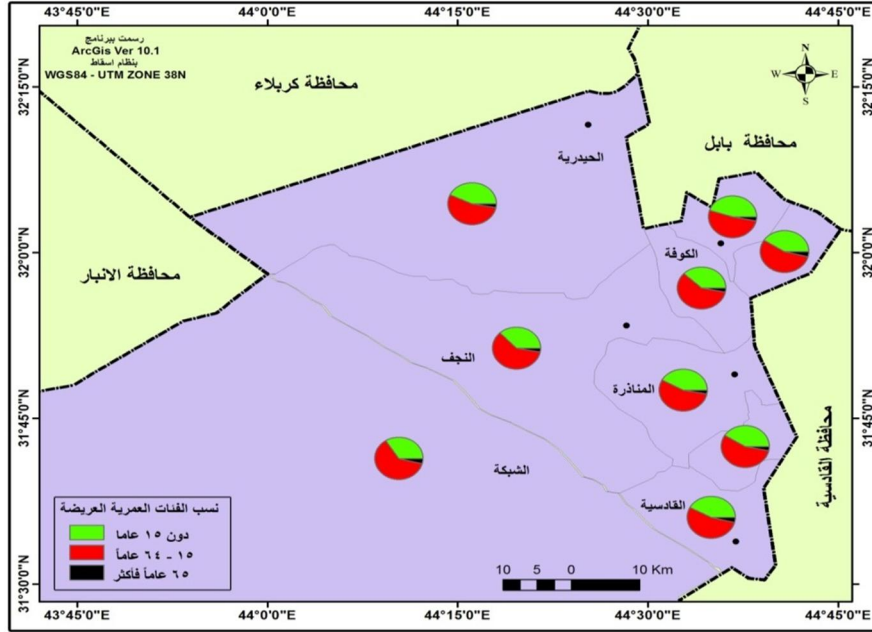 43°45'0"E
44°0'0"E
44°15'0"E
44°30'0"E
44°45'0"E
رسمت ببرنامج
ArcGis Ver 10.1
بنظام اسقاط
WGS84 - UTM ZONE 38N
محافظة كربلاء
N
W E
S
32°15'0"N
32°15'0"N
محافظة بابل
الحيدرية
32°0'0"N
32°0'0"N
الكوفة
محافظة الانبار
النجف
المناذرة
31°45'0"N
31°45'0"N
محافظة القادسية
الشبكة
القادسية
نسب الفئات العمرية العريضة
دون ١٥ عاما
١٥ - ٦٤ عاماً
٦٥ عاماً فأكثر
10 5 0 10 Km
31°30'0"N
31°30'0"N
43°45'0"E
44°0'0"E
44°15'0"E
44°30'0"E
44°45'0"E